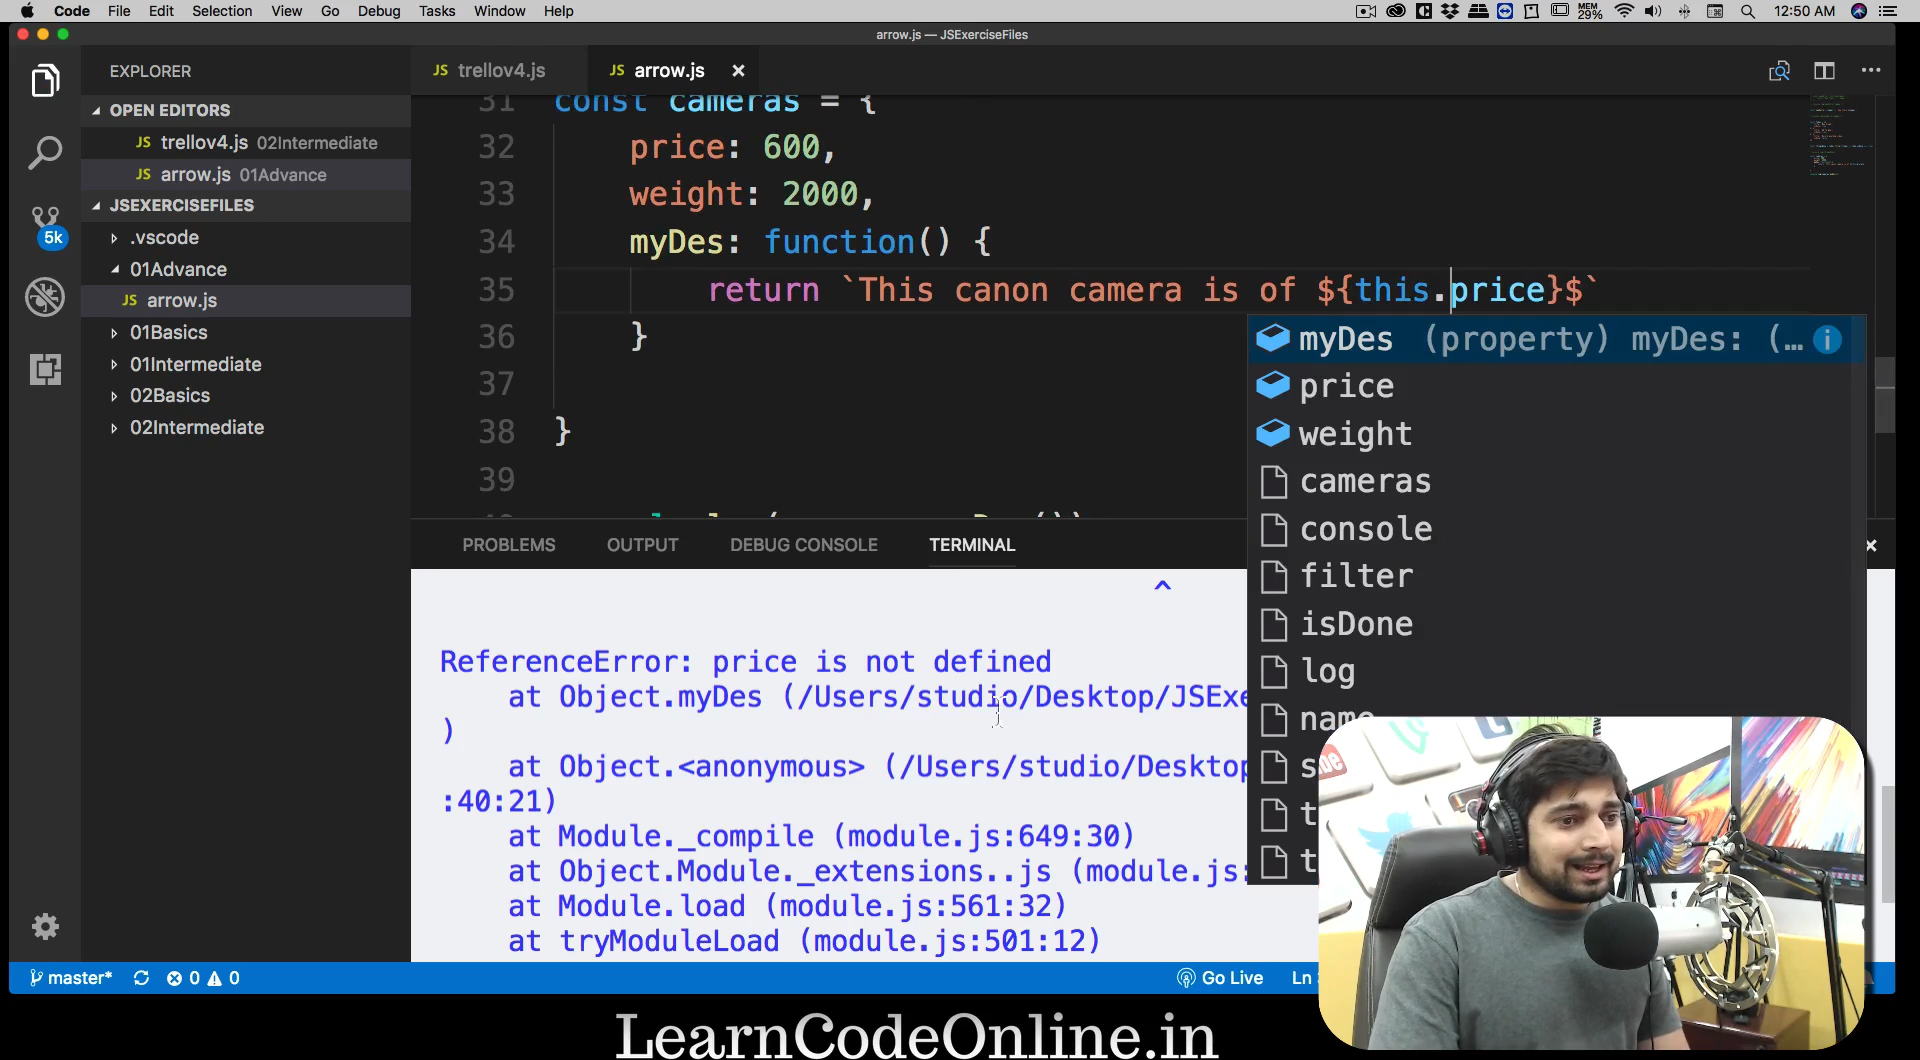 Code File Edit Selection View Go Debug Tasks Window Help
MEM 29% 12:50 AM
arrow.js — JSExerciseFiles
EXPLORER
OPEN EDITORS
JS trellov4.js 02Intermediate
JS arrow.js 01Advance
JSEXERCISEFILES
.vscode
01Advance
JS arrow.js
01Basics
01Intermediate
02Basics
02Intermediate
5k
JS trellov4.js
JS arrow.js ×
31 const cameras = {
32 price: 600,
33 weight: 2000,
34 myDes: function() {
35 return `This canon camera is of ${this.price}$`
36 }
37
38 }
39
myDes (property) myDes: (…
price
weight
cameras
console
filter
isDone
log
name
PROBLEMS OUTPUT DEBUG CONSOLE TERMINAL
^
ReferenceError: price is not defined
at Object.myDes (/Users/studio/Desktop/JSExe
)
at Object.<anonymous> (/Users/studio/Desktop
:40:21)
at Module._compile (module.js:649:30)
at Object.Module._extensions..js (module.js:
at Module.load (module.js:561:32)
at tryModuleLoad (module.js:501:12)
master* 0 0
Go Live Ln
LearnCodeOnline.in